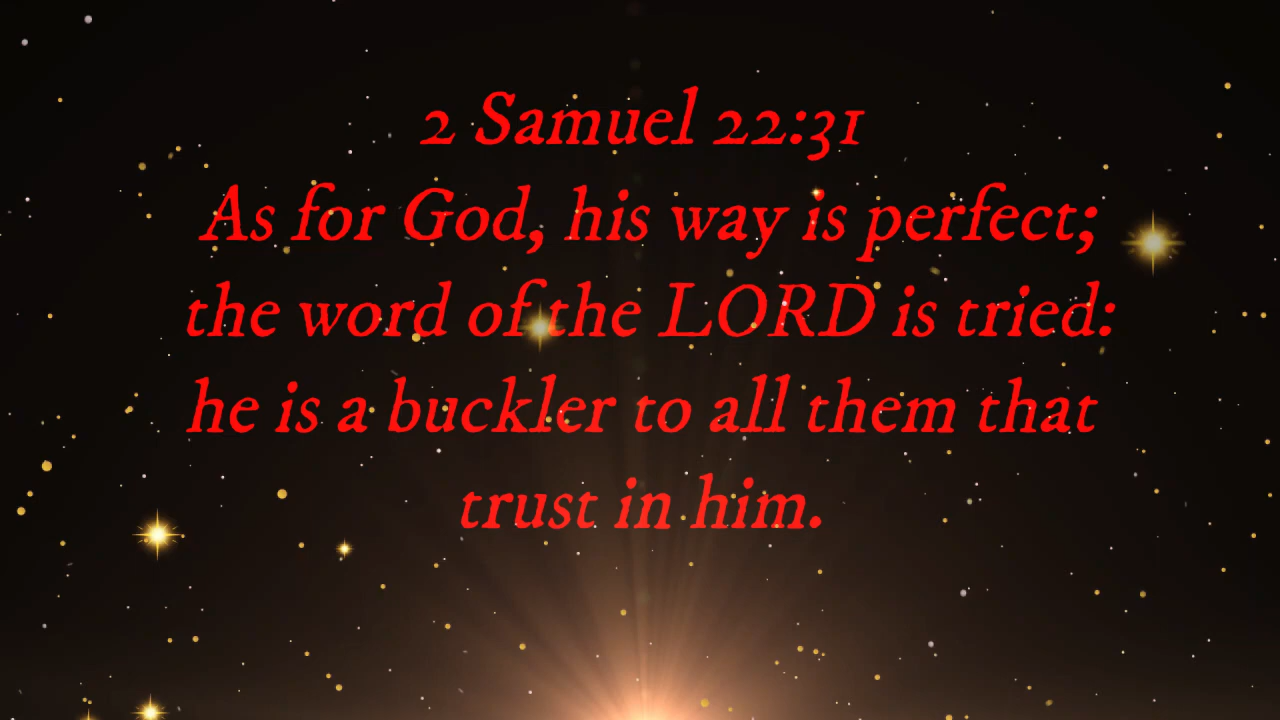 2 Samuel 22:31
As for God, his way is perfect;
the word of the LORD is tried:
he is a buckler to all them that
trust in him.